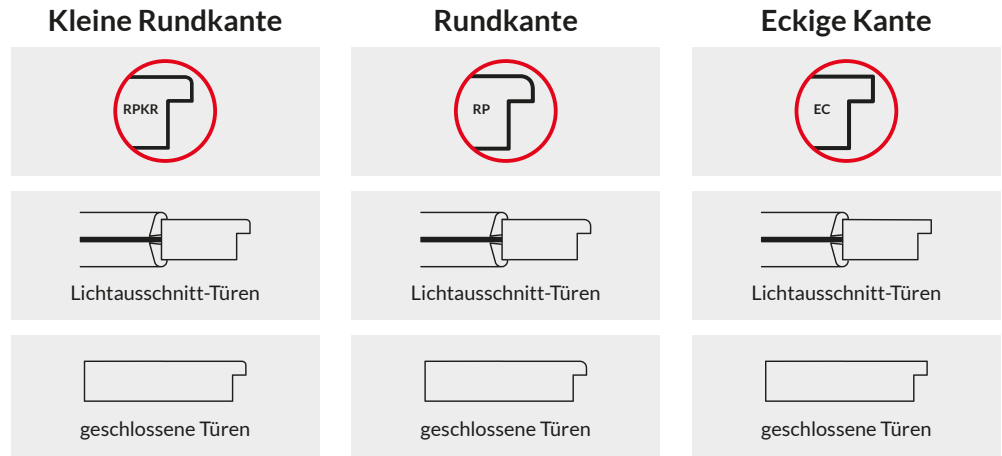 Kleine Rundkante
Rundkante
Eckige Kante
RPKR
RP
EC
Lichtausschnitt-Türen
Lichtausschnitt-Türen
Lichtausschnitt-Türen
geschlossene Türen
geschlossene Türen
geschlossene Türen